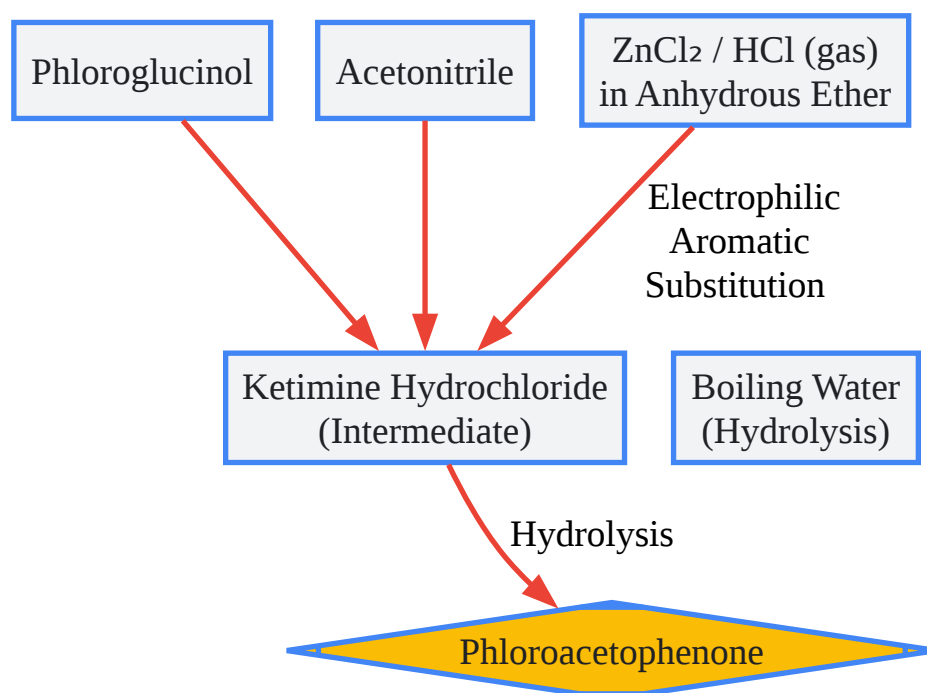 Phloroglucinol
Acetonitrile
ZnCl₂ / HCl (gas)
in Anhydrous Ether
Electrophilic
Aromatic
Substitution
Ketimine Hydrochloride
(Intermediate)
Boiling Water
(Hydrolysis)
Hydrolysis
Phloroacetophenone